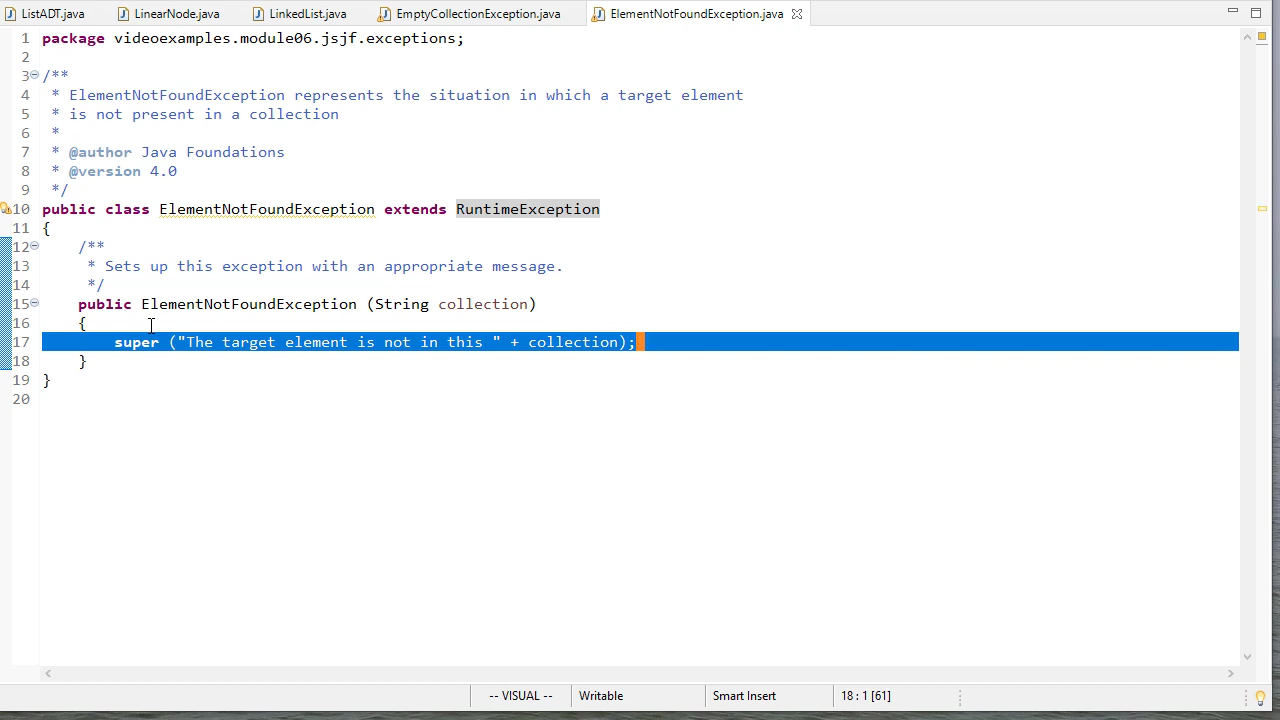 ListADT.java LinearNode.java LinkedList.java EmptyCollectionException.java ElementNotFoundException.java
1 package videoexamples.module06.jsjf.exceptions;
2
3 /**
4 * ElementNotFoundException represents the situation in which a target element
5 * is not present in a collection
6 *
7 * @author Java Foundations
8 * @version 4.0
9 */
10 public class ElementNotFoundException extends RuntimeException
11 {
12 /**
13 * Sets up this exception with an appropriate message.
14 */
15 public ElementNotFoundException (String collection)
16 {
17 super ("The target element is not in this " + collection);
18 }
19 }
20
-- VISUAL -- Writable Smart Insert 18 : 1 [61]